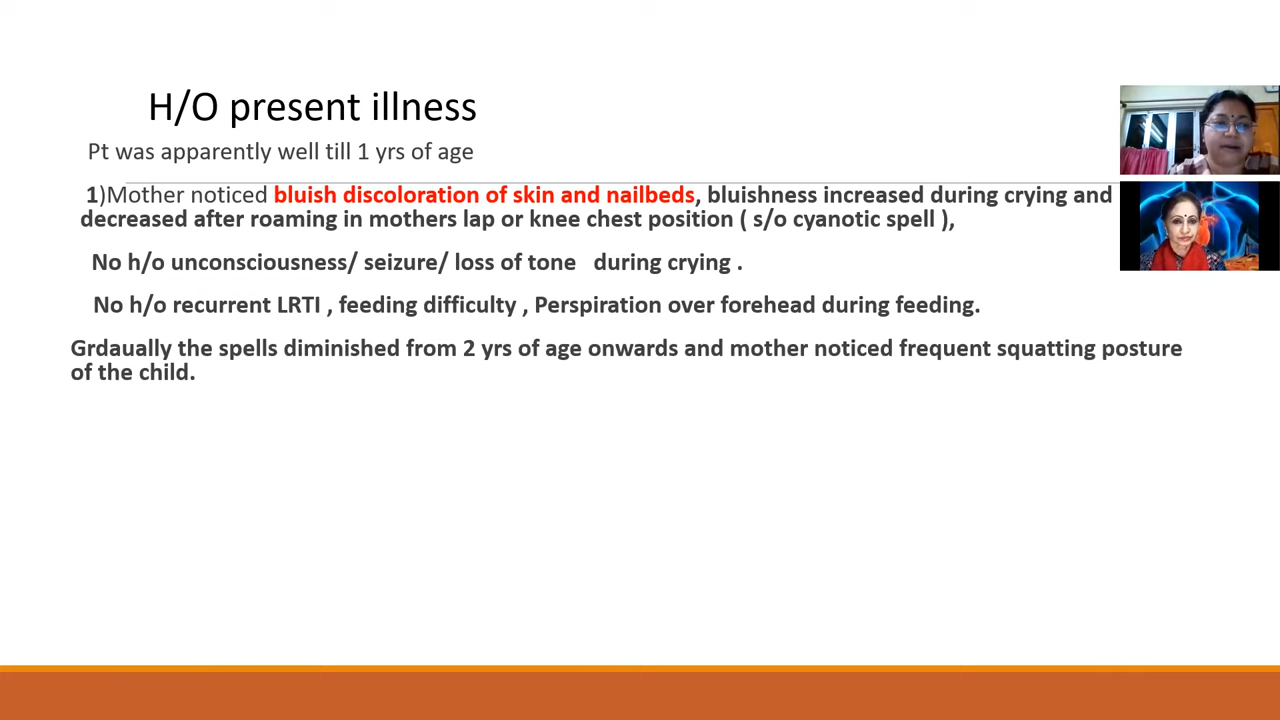 H/O present illness
Pt was apparently well till 1 yrs of age
1)Mother noticed bluish discoloration of skin and nailbeds, bluishness increased during crying and
decreased after roaming in mothers lap or knee chest position ( s/o cyanotic spell ),
No h/o unconsciousness/ seizure/ loss of tone during crying .
No h/o recurrent LRTI , feeding difficulty , Perspiration over forehead during feeding.
Grdaually the spells diminished from 2 yrs of age onwards and mother noticed frequent squatting posture
of the child.